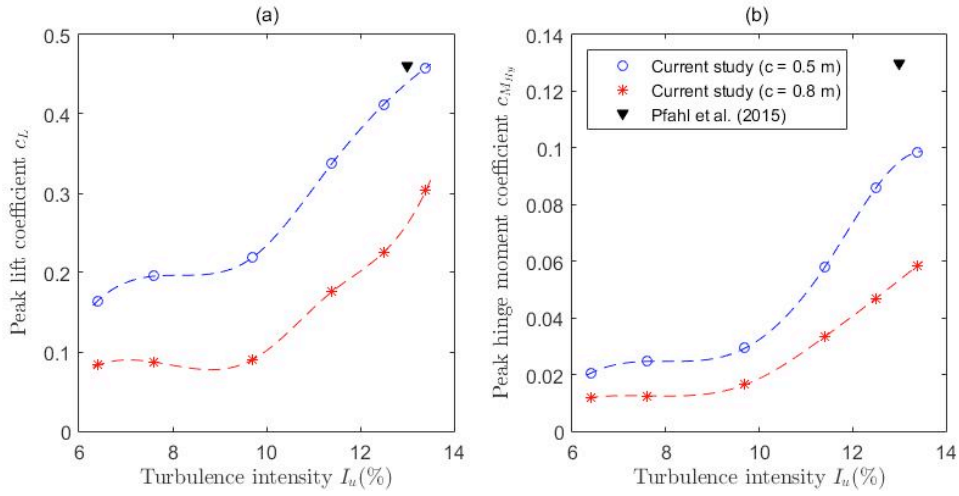 (a)
Peak lift coefficient c_L
0.5
0.4
0.3
0.2
0.1
0
6 8 10 12 14
Turbulence intensity I_u(%)
(b)
Peak hinge moment coefficient c_{M_{Hy}}
0.14
0.12
0.1
0.08
0.06
0.04
0.02
0
6 8 10 12 14
Turbulence intensity I_u(%)
Current study (c = 0.5 m)
Current study (c = 0.8 m)
Pfahl et al. (2015)